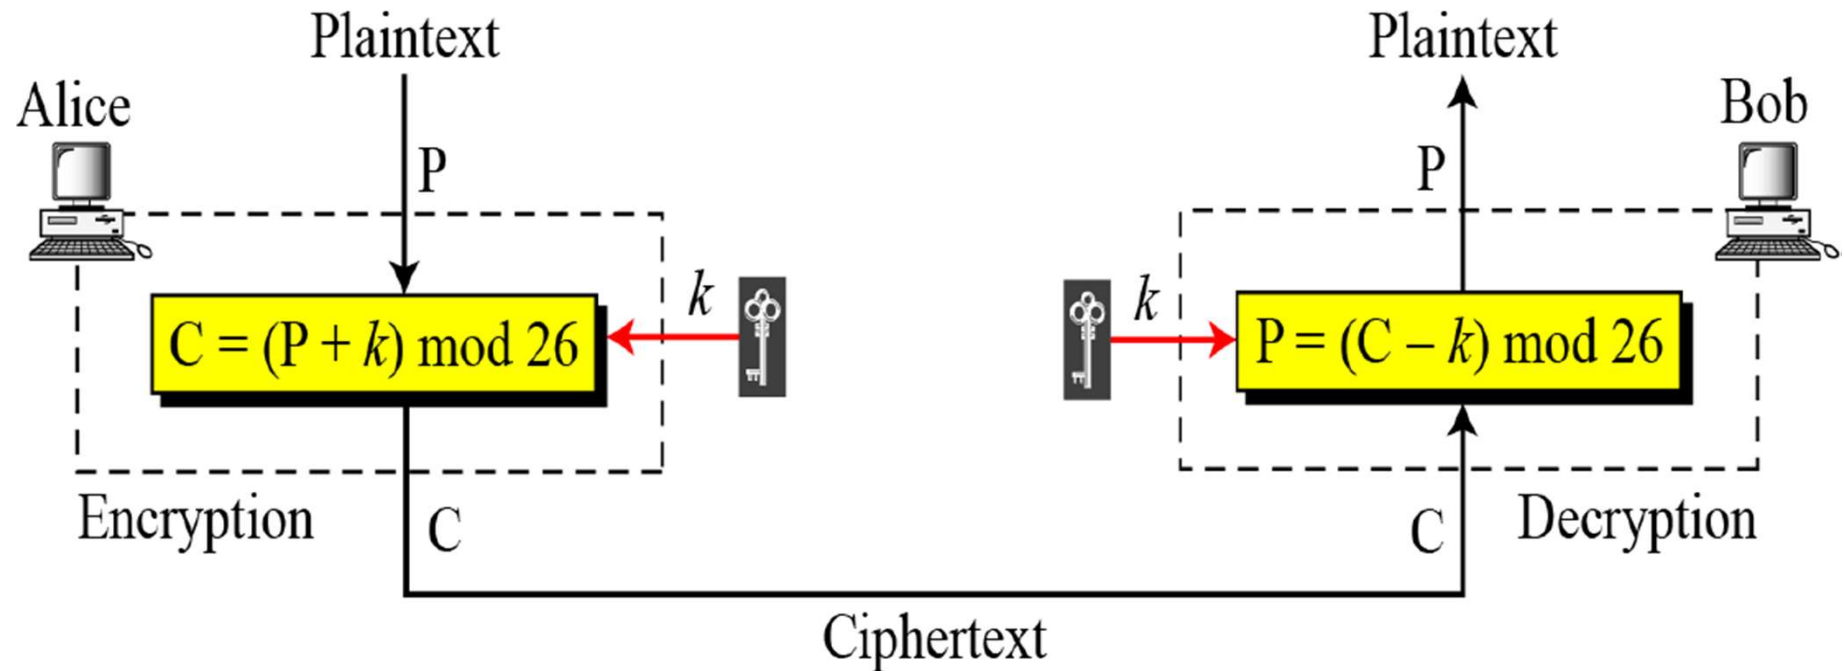 Plaintext
Plaintext
Alice
Bob
P
P
k
k
C = (P + k) mod 26
P = (C – k) mod 26
Encryption
C
C
Decryption
Ciphertext